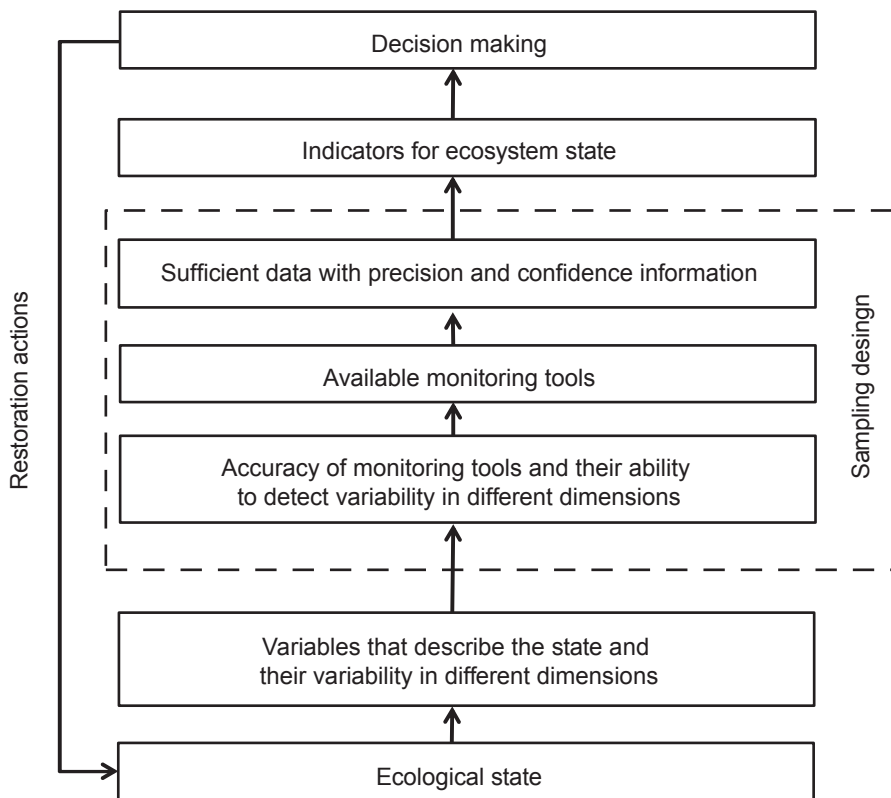 Decision making
Indicators for ecosystem state
Sufficient data with precision and confidence information
Available monitoring tools
Accuracy of monitoring tools and their ability
to detect variability in different dimensions
Variables that describe the state and
their variability in different dimensions
Ecological state
Restoration actions
Sampling desingn